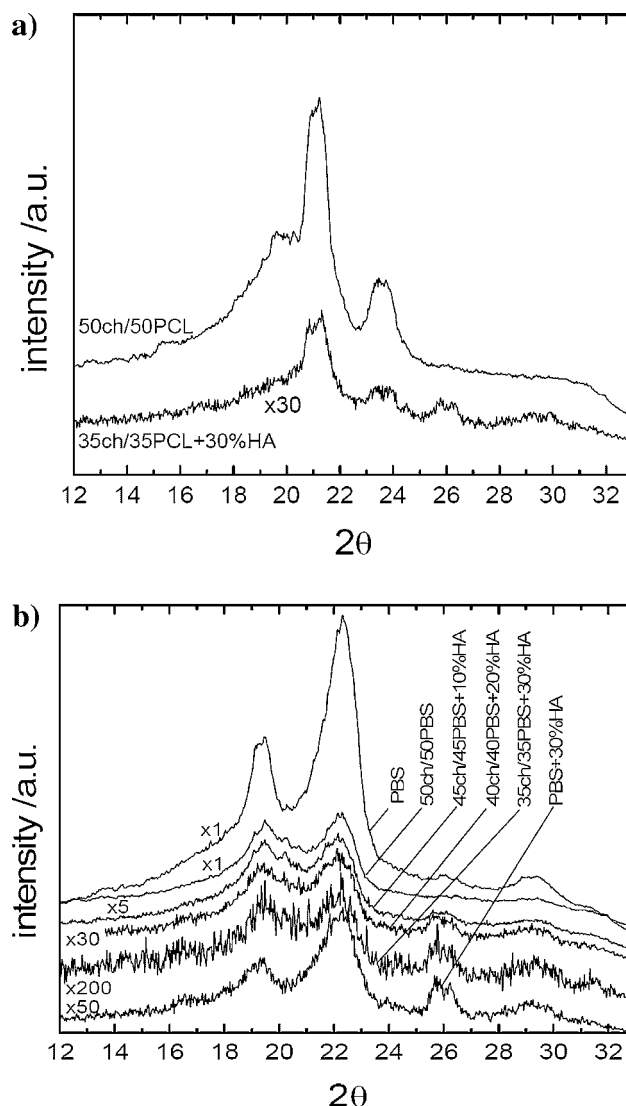 a)
intensity /a.u.
50ch/50PCL
x30
35ch/35PCL+30%HA
12 14 16 18 20 22 24 26 28 30 32
2θ
b)
intensity /a.u.
PBS
50ch/50PBS
45ch/45PBS+10%HA
40ch/40PBS+20%HA
35ch/35PBS+30%HA
PBS+30%HA
x1
x1
x5
x30
x200
x50
12 14 16 18 20 22 24 26 28 30 32
2θ